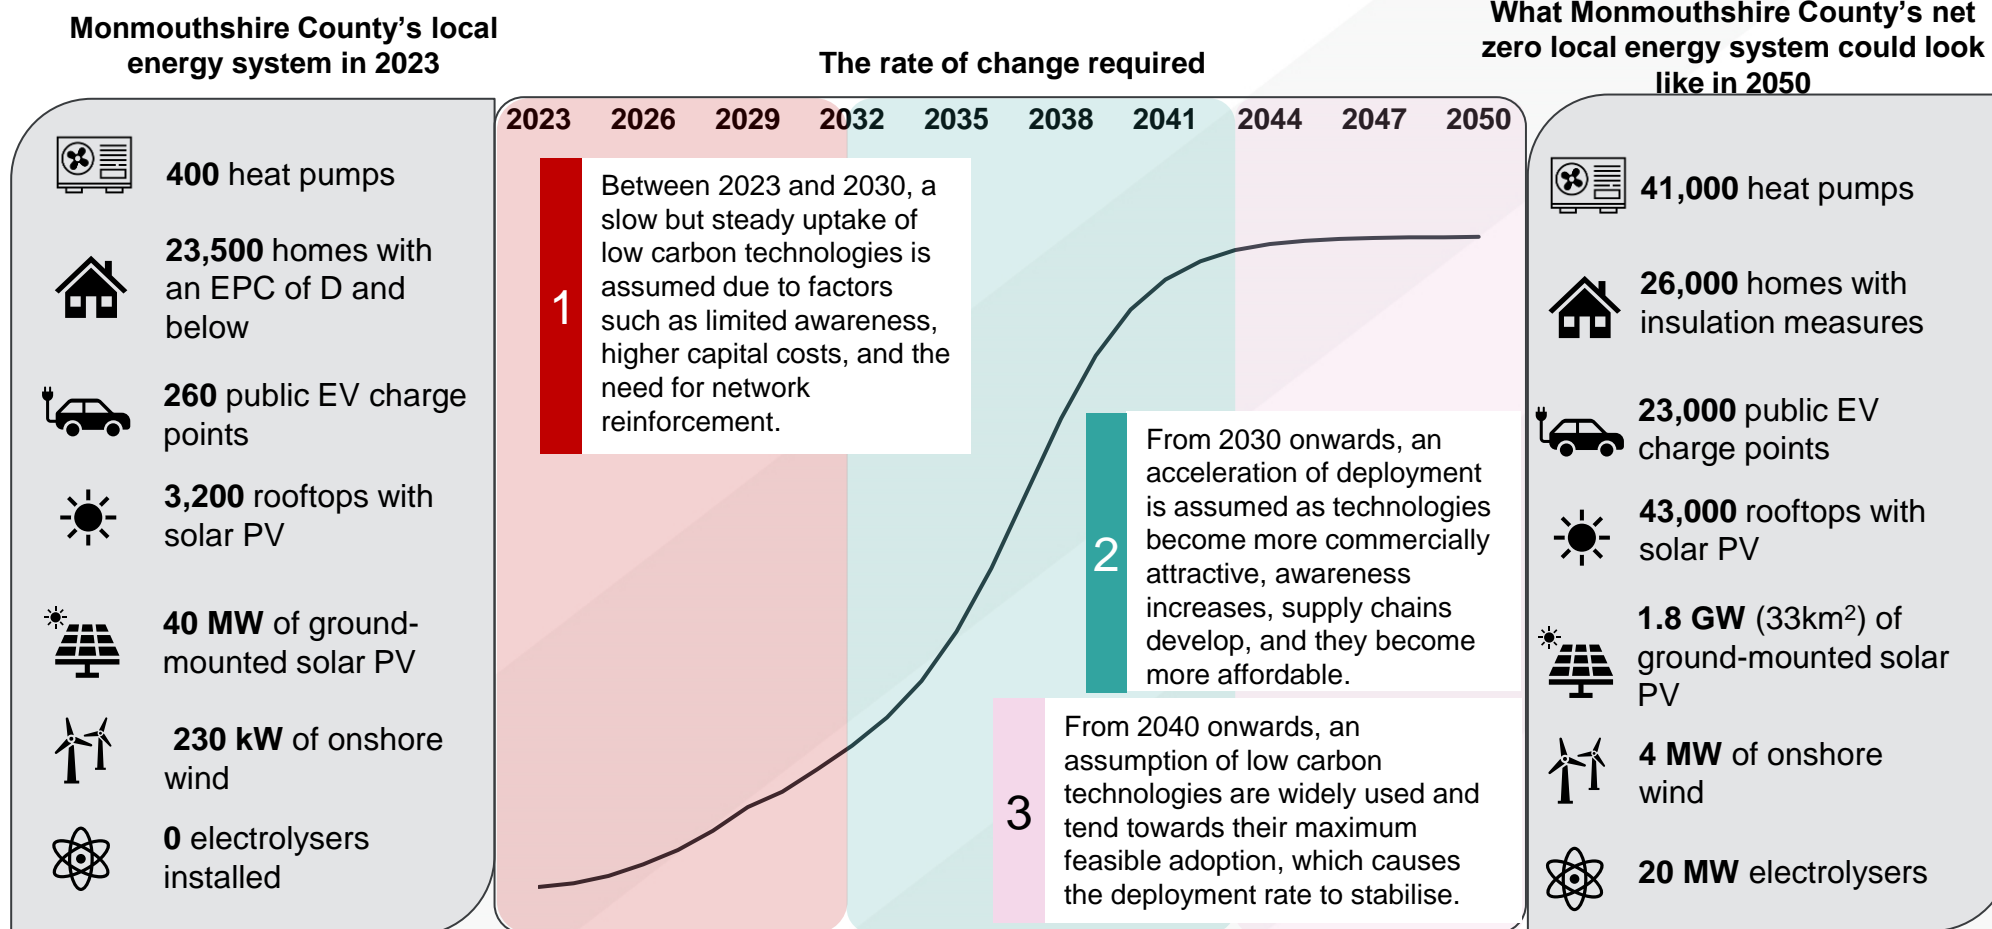 Monmouthshire County’s local
energy system in 2023
400 heat pumps
23,500 homes with
an EPC of D and
below
260 public EV charge
points
3,200 rooftops with
solar PV
40 MW of ground-
mounted solar PV
230 kW of onshore
wind
0 electrolysers
installed
The rate of change required
2023 2026 2029 2032 2035 2038 2041 2044 2047 2050
1
Between 2023 and 2030, a
slow but steady uptake of
low carbon technologies is
assumed due to factors
such as limited awareness,
higher capital costs, and the
need for network
reinforcement.
2
From 2030 onwards, an
acceleration of deployment
is assumed as technologies
become more commercially
attractive, awareness
increases, supply chains
develop, and they become
more affordable.
3
From 2040 onwards, an
assumption of low carbon
technologies are widely used and
tend towards their maximum
feasible adoption, which causes
the deployment rate to stabilise.
What Monmouthshire County’s net
zero local energy system could look
like in 2050
41,000 heat pumps
26,000 homes with
insulation measures
23,000 public EV
charge points
43,000 rooftops with
solar PV
1.8 GW (33km²) of
ground-mounted solar
PV
4 MW of onshore
wind
20 MW electrolysers